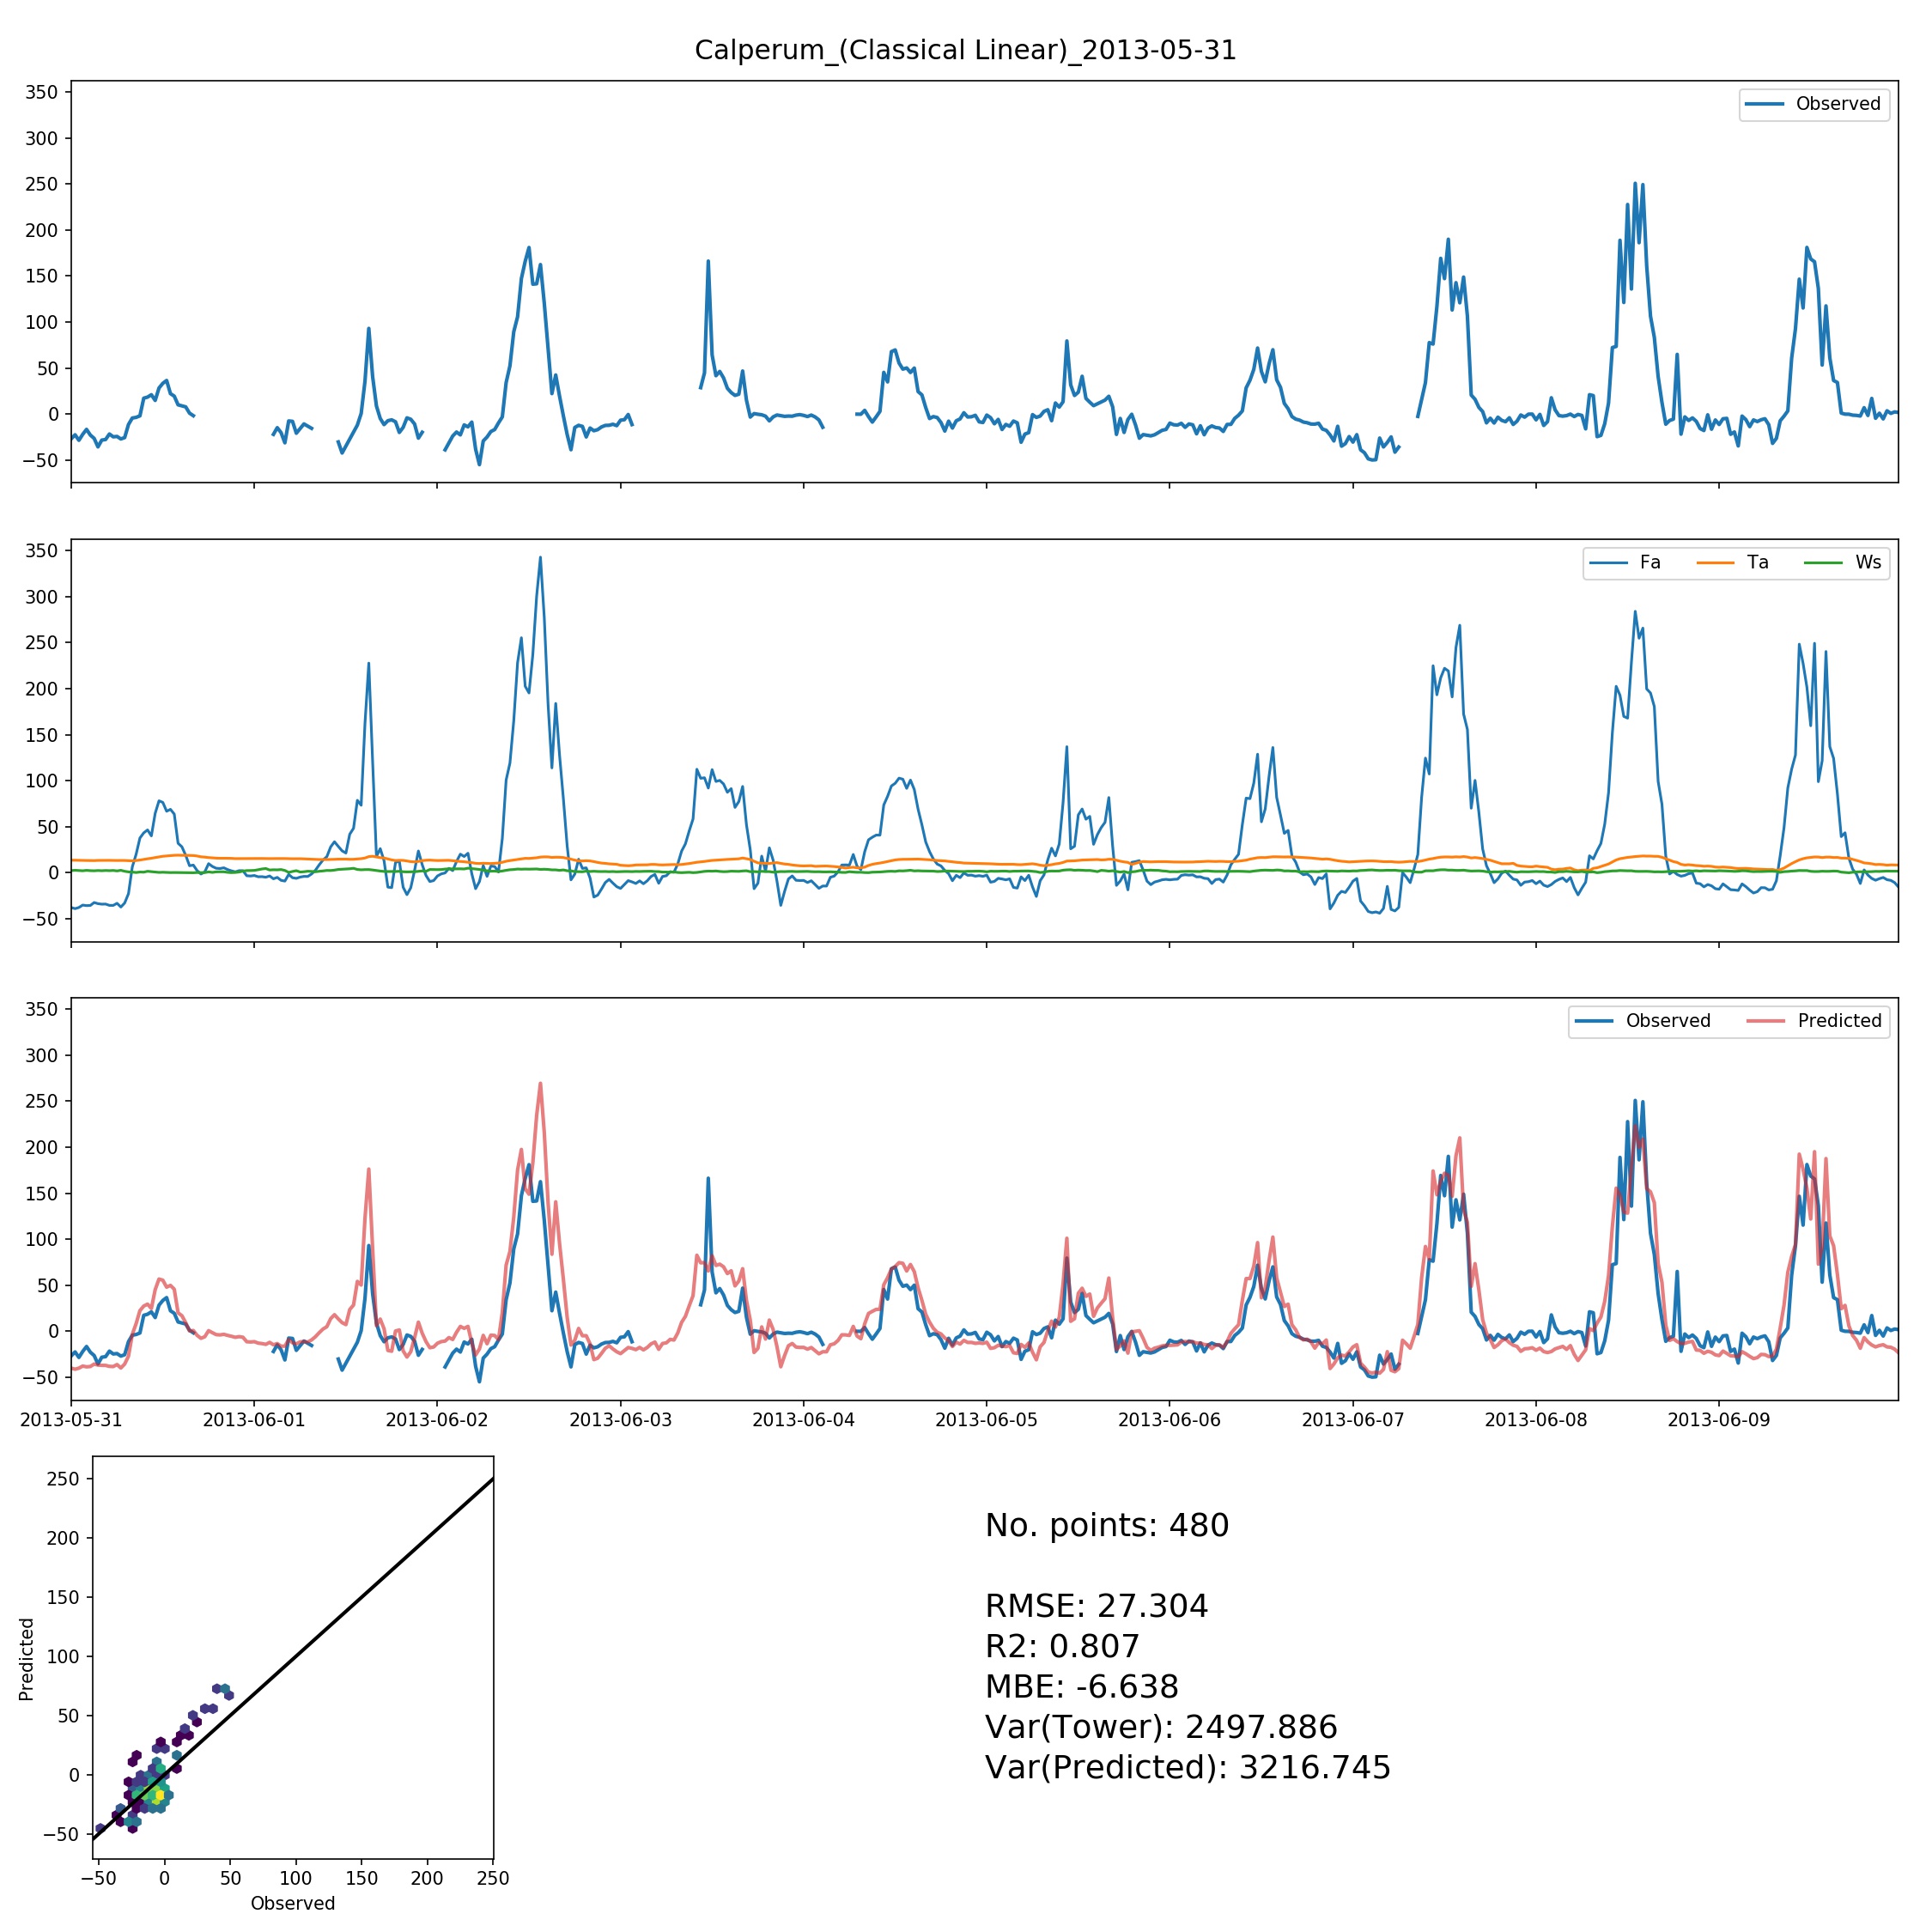 Calperum_(Classical Linear)_2013-05-31
350
300
250
200
150
100
50
0
−50
Observed
350
300
250
200
150
100
50
0
−50
Fa Ta Ws
350
300
250
200
150
100
50
0
−50
Observed Predicted
2013-05-31 2013-06-01 2013-06-02 2013-06-03 2013-06-04 2013-06-05 2013-06-06 2013-06-07 2013-06-08 2013-06-09
250
200
150
100
50
0
−50
Predicted
−50 0 50 100 150 200 250
Observed
No. points: 480
RMSE: 27.304
R2: 0.807
MBE: -6.638
Var(Tower): 2497.886
Var(Predicted): 3216.745